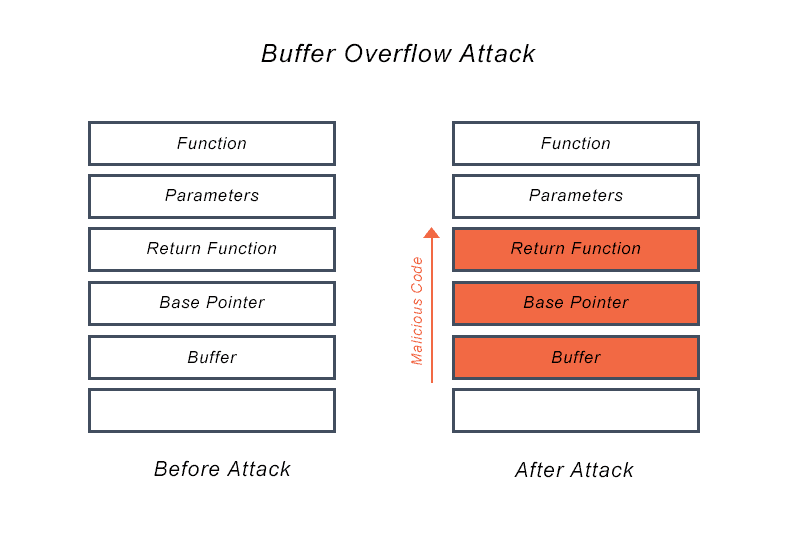 Buffer Overflow Attack
Function
Parameters
Return Function
Base Pointer
Buffer
Before Attack
Malicious Code
Function
Parameters
Return Function
Base Pointer
Buffer
After Attack